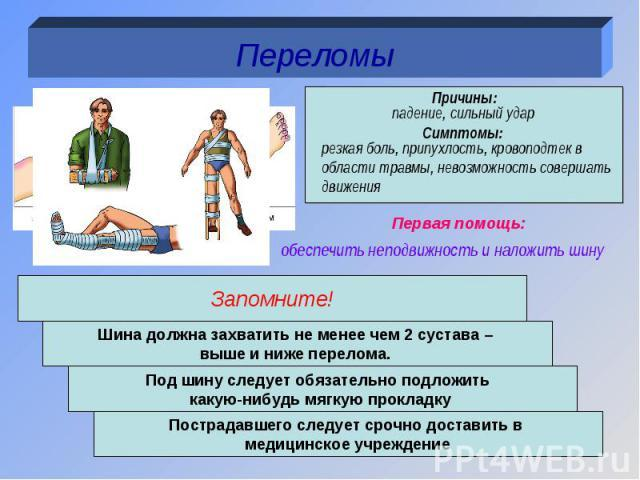 Переломы
Причины:
падение, сильный удар
Симптомы:
резкая боль, припухлость, кровоподтек в
области травмы, невозможность совершать
движения
Первая помощь:
обеспечить неподвижность и наложить шину
Запомните!
Шина должна захватить не менее чем 2 сустава –
выше и ниже перелома.
Под шину следует обязательно подложить
какую-нибудь мягкую прокладку
Пострадавшего следует срочно доставить в
медицинское учреждение
PPt4WEB.ru